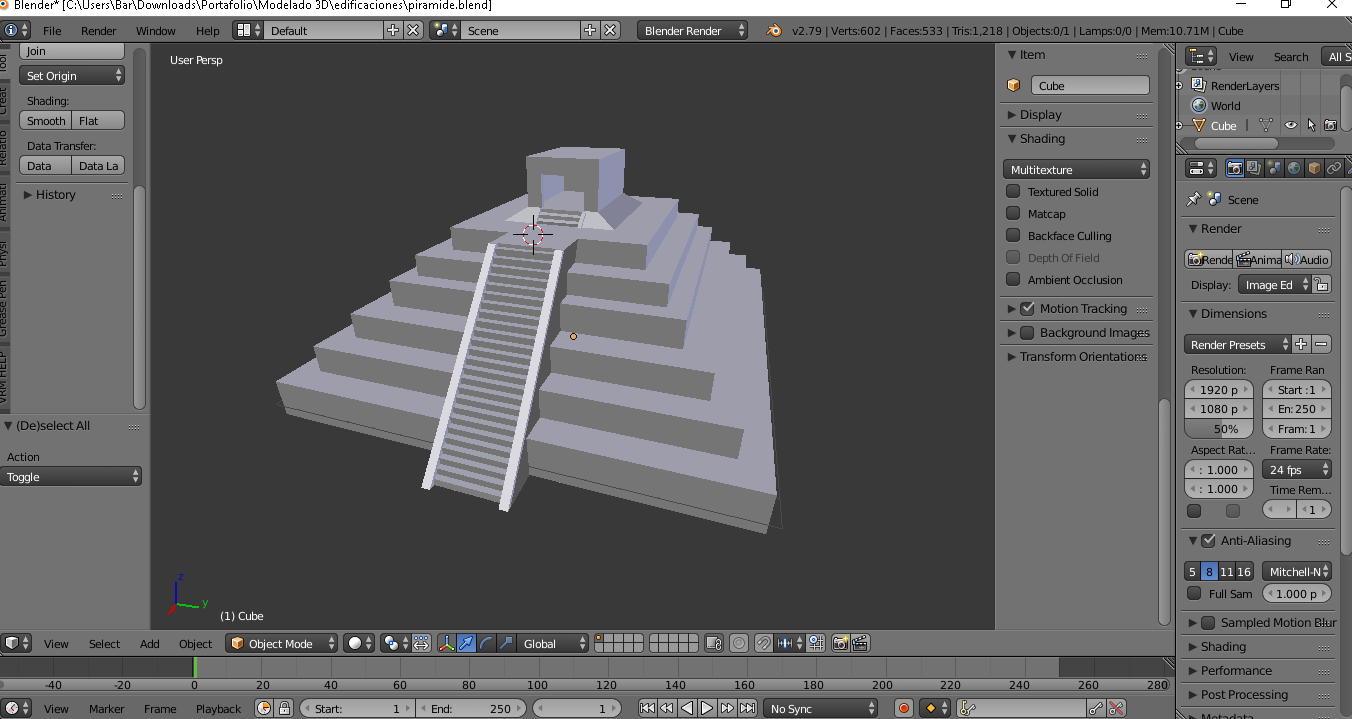 Blender* [C:\Users\Bar\Downloads\Portafolio\Modelado 3D\edificaciones\piramide.blend]
File Render Window Help Default Scene Blender Render v2.79 | Verts:602 | Faces:533 | Tris:1,218 | Objects:0/1 | Lamps:0/0 | Mem:10.71M | Cube
Join
Set Origin
Shading:
Smooth Flat
Data Transfer:
Data Data La
History
Creat
Relatio
Animati
Physi
Grease Pen
VRM HELP
(De)select All
Action
Toggle
User Persp
z
y
(1) Cube
Item
Cube
Display
Shading
Multitexture
Textured Solid
Matcap
Backface Culling
Depth Of Field
Ambient Occlusion
Motion Tracking
Background Images
Transform Orientations
View Search All S
RenderLayers
World
Cube
Scene
Render
Rende Anima Audio
Display: Image Ed
Dimensions
Render Presets
Resolution: Frame Ran
1920 p Start :1
1080 p En: 250
50% Fram: 1
Aspect Rat... Frame Rate:
: 1.000 24 fps
: 1.000 Time Rem...
1
Anti-Aliasing
5 8 11 16 Mitchell-N
Full Sam 1.000 p
Sampled Motion Blur
Shading
Performance
Post Processing
Metadata
View Select Add Object Object Mode Global
-40 -20 0 20 40 60 80 100 120 140 160 180 200 220 240 260 280
View Marker Frame Playback Start: 1 End: 250 1 No Sync